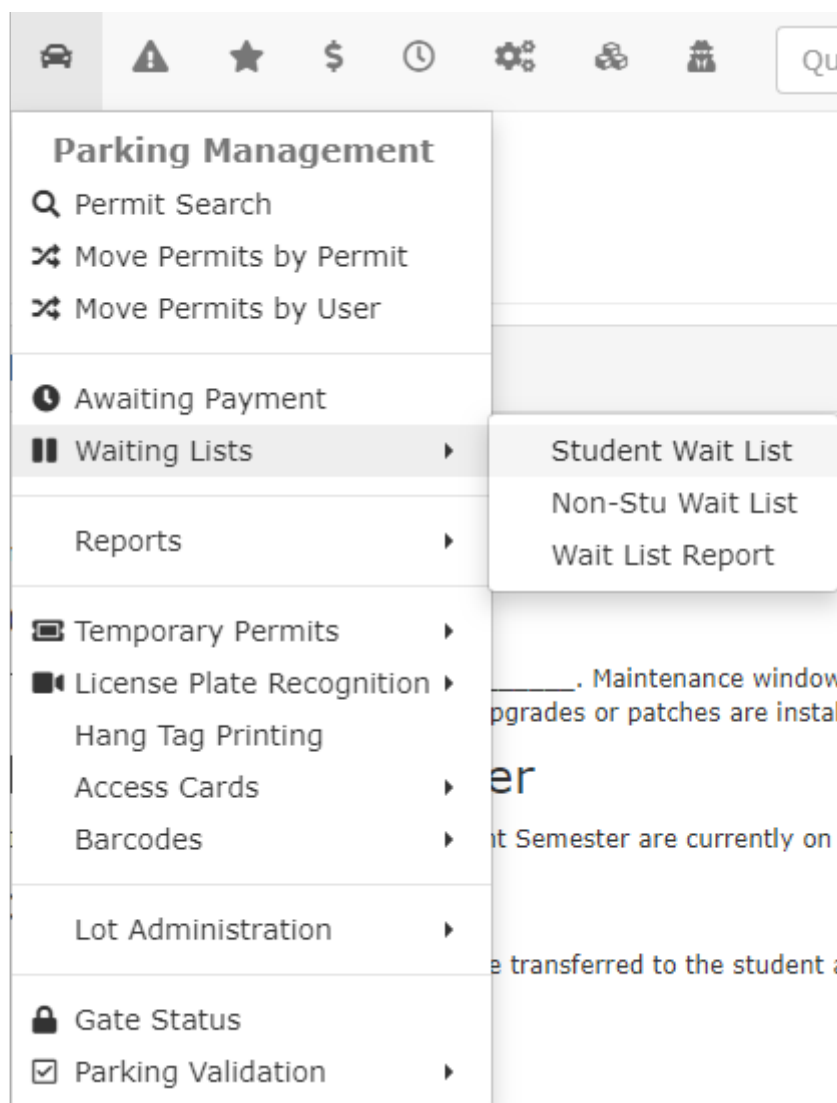 Qu
Parking Management
Permit Search
Move Permits by Permit
Move Permits by User
Awaiting Payment
Waiting Lists
Student Wait List
Non-Stu Wait List
Wait List Report
Reports
Temporary Permits
License Plate Recognition
Hang Tag Printing
Access Cards
Barcodes
Lot Administration
Gate Status
Parking Validation
______. Maintenance window
pgrades or patches are instal
er
nt Semester are currently on
e transferred to the student a